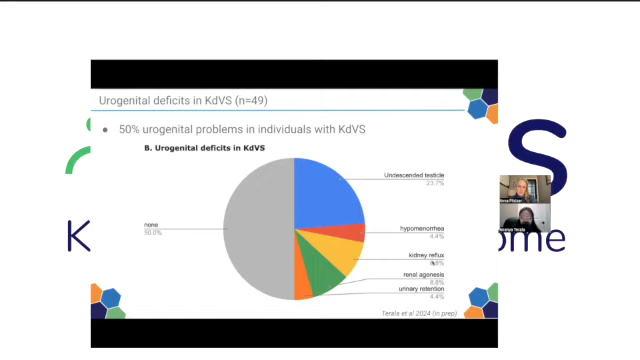 Urogenital deficits in KdVS (n=49)
50% urogenital problems in individuals with KdVS
B. Urogenital deficits in KdVS
Undescended testicle
23.7%
none
50.0%
hypomenorrhea
4.4%
kidney reflux
renal agenesis
8.8%
urinary retention
4.4%
Terala et al 2024 (in prep)
K
S
ome